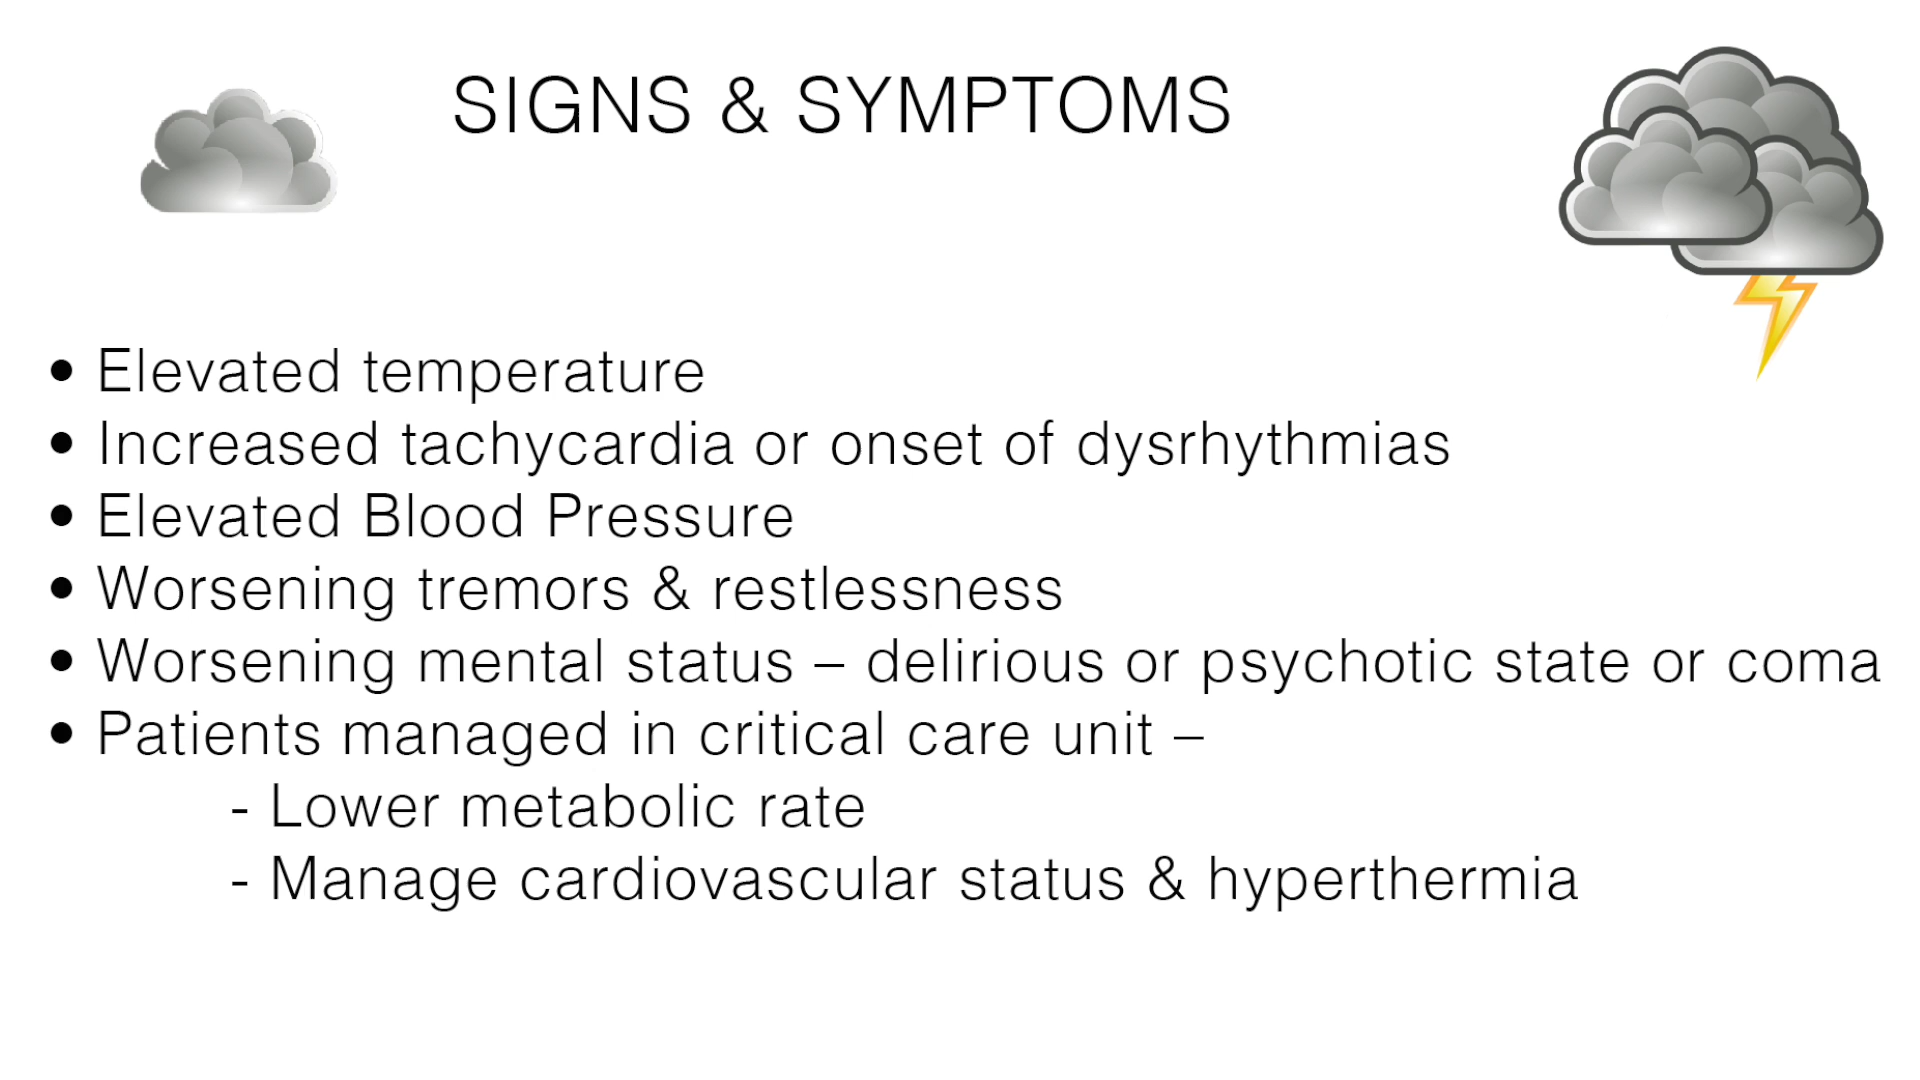 SIGNS & SYMPTOMS
• Elevated temperature
• Increased tachycardia or onset of dysrhythmias
• Elevated Blood Pressure
• Worsening tremors & restlessness
• Worsening mental status – delirious or psychotic state or coma
• Patients managed in critical care unit –
- Lower metabolic rate
- Manage cardiovascular status & hyperthermia